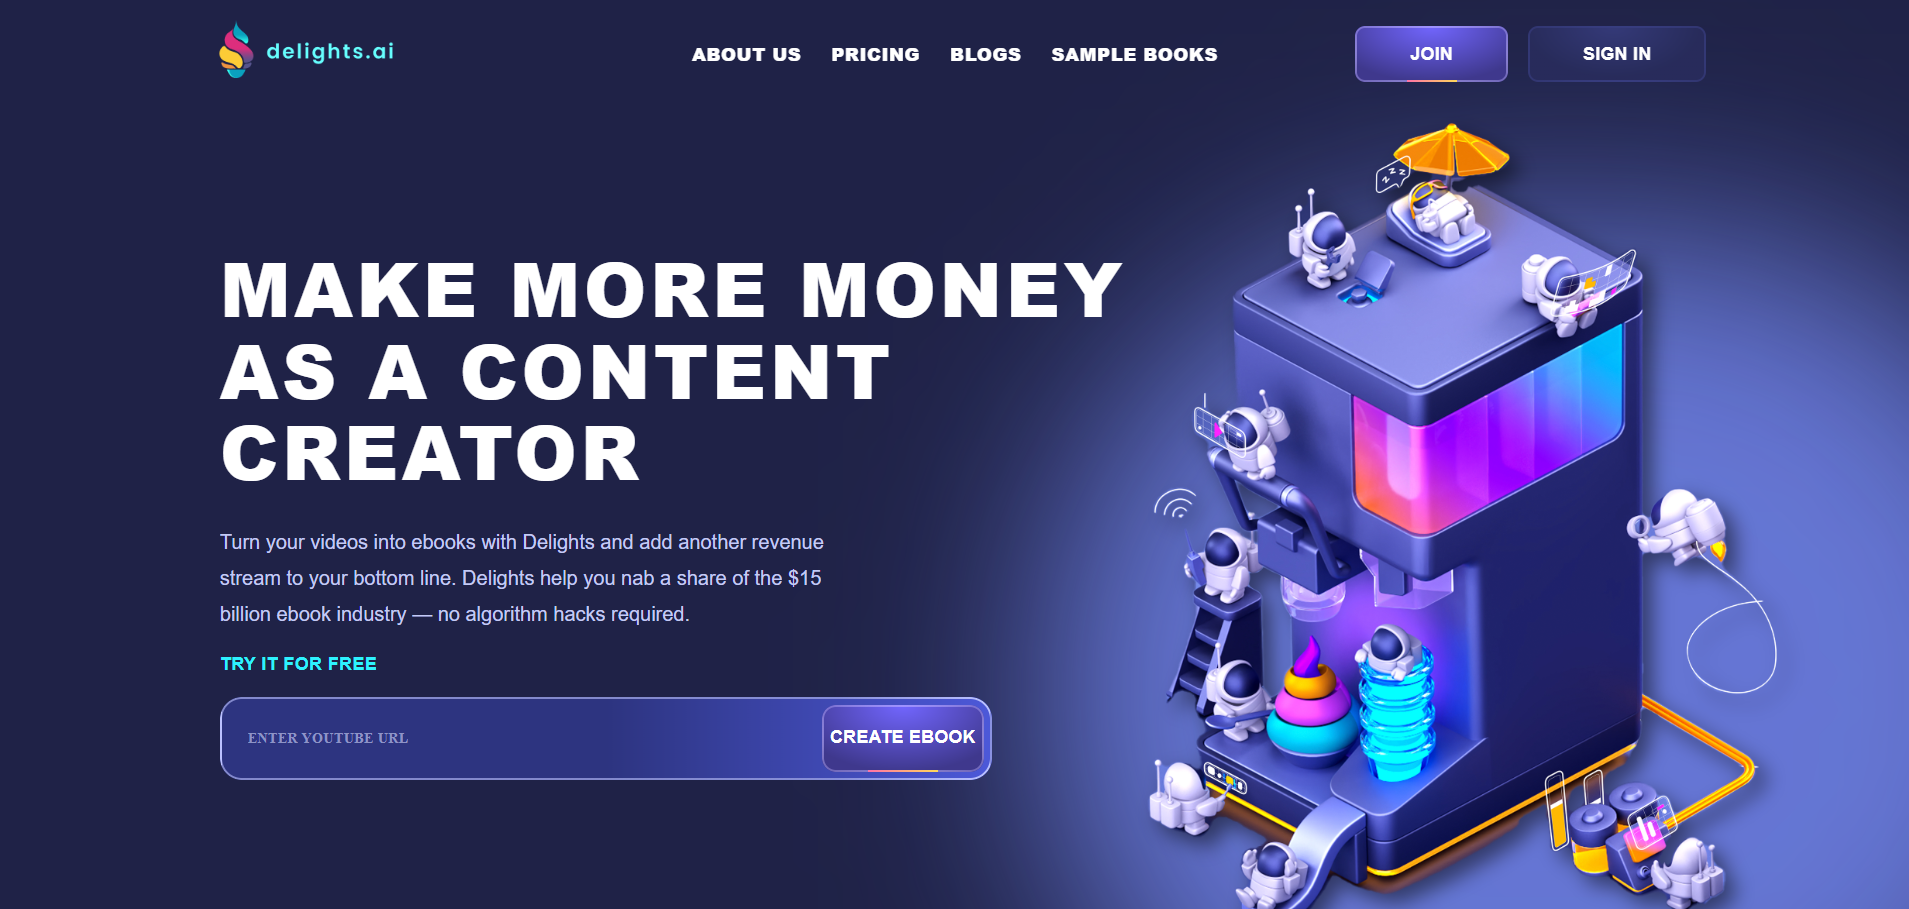 delights.ai
ABOUT US
PRICING
BLOGS
SAMPLE BOOKS
JOIN
SIGN IN
z z z
MAKE MORE MONEY
AS A CONTENT
CREATOR
Turn your videos into ebooks with Delights and add another revenue
stream to your bottom line. Delights help you nab a share of the $15
billion ebook industry — no algorithm hacks required.
TRY IT FOR FREE
ENTER YOUTUBE URL
CREATE EBOOK